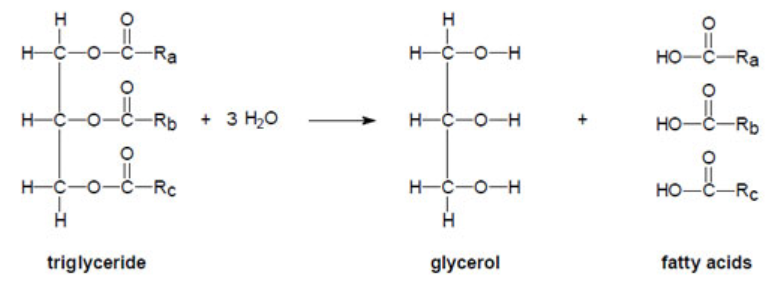 H O H O
H–C–O–C–Ra H–C–O–H HO–C–Ra
O O
H–C–O–C–Rb + 3 H₂O H–C–O–H + HO–C–Rb
O O
H–C–O–C–Rc H–C–O–H HO–C–Rc
H H
triglyceride glycerol fatty acids